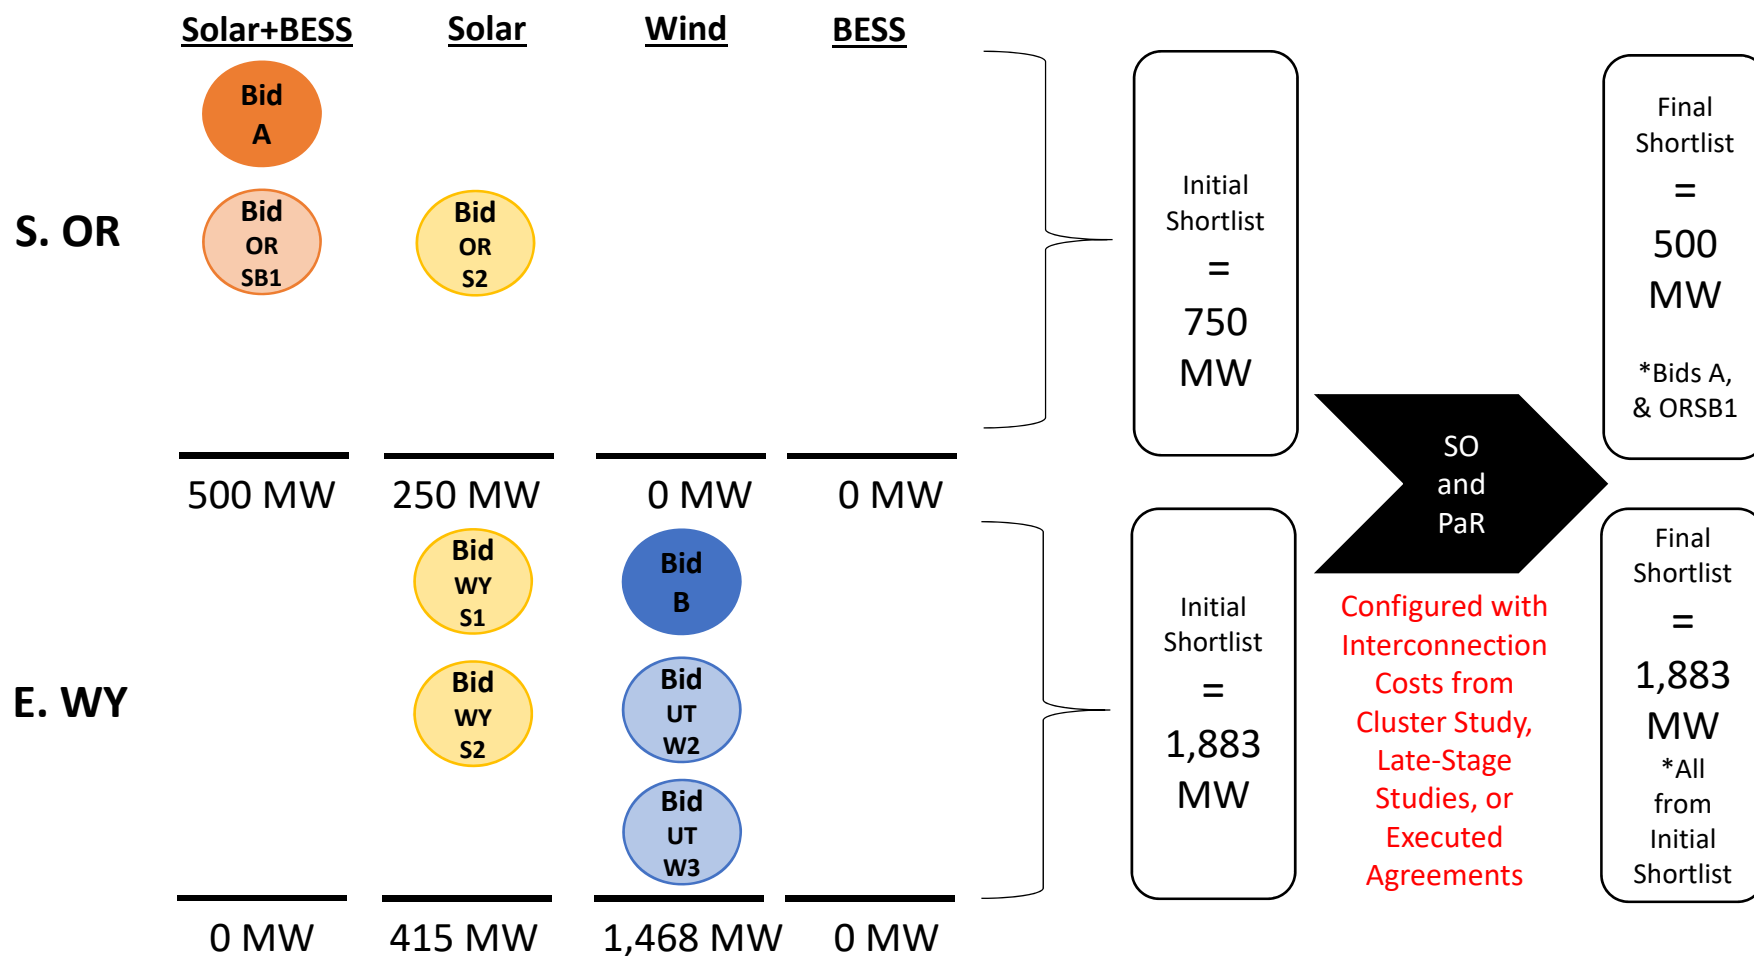 Solar+BESS Solar Wind BESS
S. OR
Bid
A
Bid
OR
SB1
Bid
OR
S2
500 MW 250 MW 0 MW 0 MW
Initial
Shortlist
=
750
MW
Final
Shortlist
=
500
MW
*Bids A,
& ORSB1
E. WY
Bid
WY
S1
Bid
WY
S2
Bid
B
Bid
UT
W2
Bid
UT
W3
0 MW 415 MW 1,468 MW 0 MW
Initial
Shortlist
=
1,883
MW
SO
and
PaR
Configured with
Interconnection
Costs from
Cluster Study,
Late-Stage
Studies, or
Executed
Agreements
Final
Shortlist
=
1,883
MW
*All
from
Initial
Shortlist